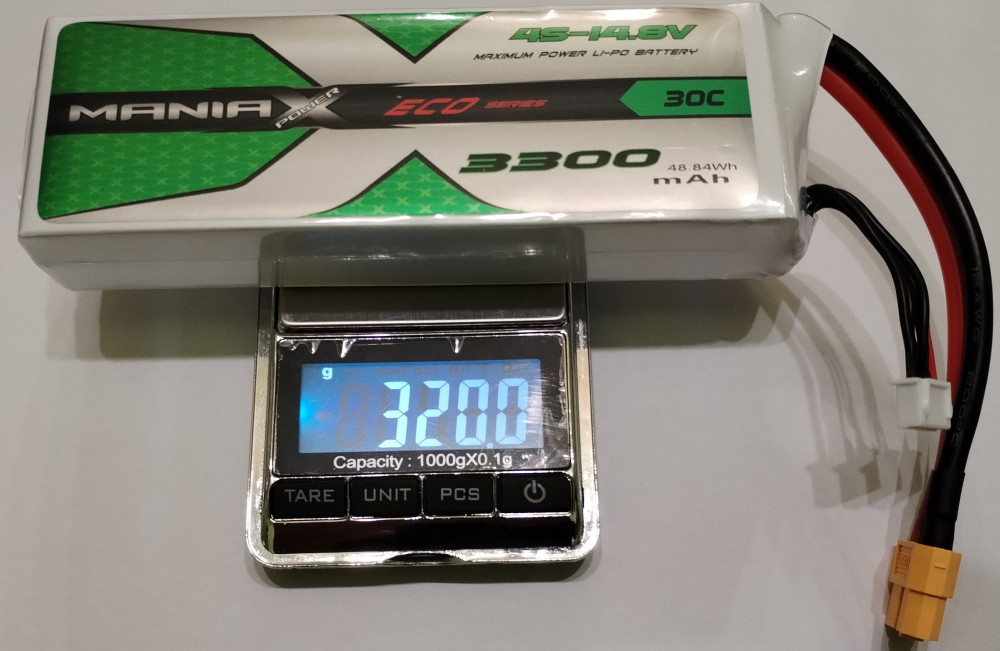 4S-14.8V
MAXIMUM POWER LI-PO BATTERY
MANIA X POWER
ECO SERIES
30C
3300
48.84Wh
mAh
g
320.0
Capacity : 1000gX0.1g
TARE UNIT PCS